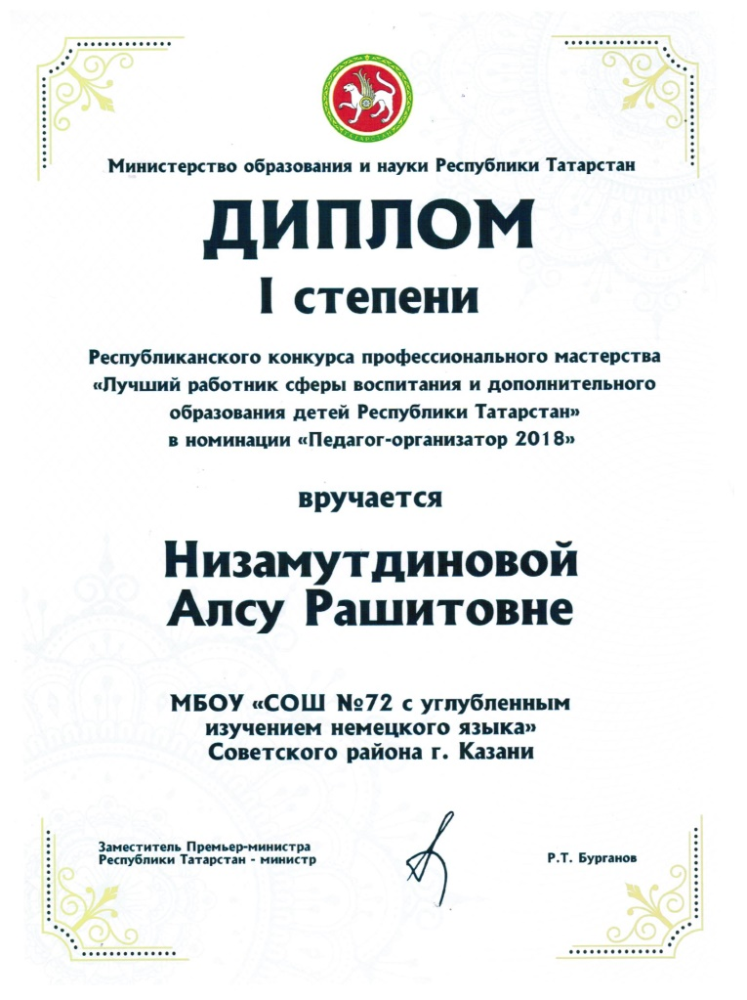 ТАТАРСТАН
Министерство образования и науки Республики Татарстан
ДИПЛОМ
I степени
Республиканского конкурса профессионального мастерства
«Лучший работник сферы воспитания и дополнительного
образования детей Республики Татарстан»
в номинации «Педагог-организатор 2018»
вручается
Низамутдиновой
Алсу Рашитовне
МБОУ «СОШ №72 с углубленным
изучением немецкого языка»
Советского района г. Казани
Заместитель Премьер-министра
Республики Татарстан - министр
Р.Т. Бурганов